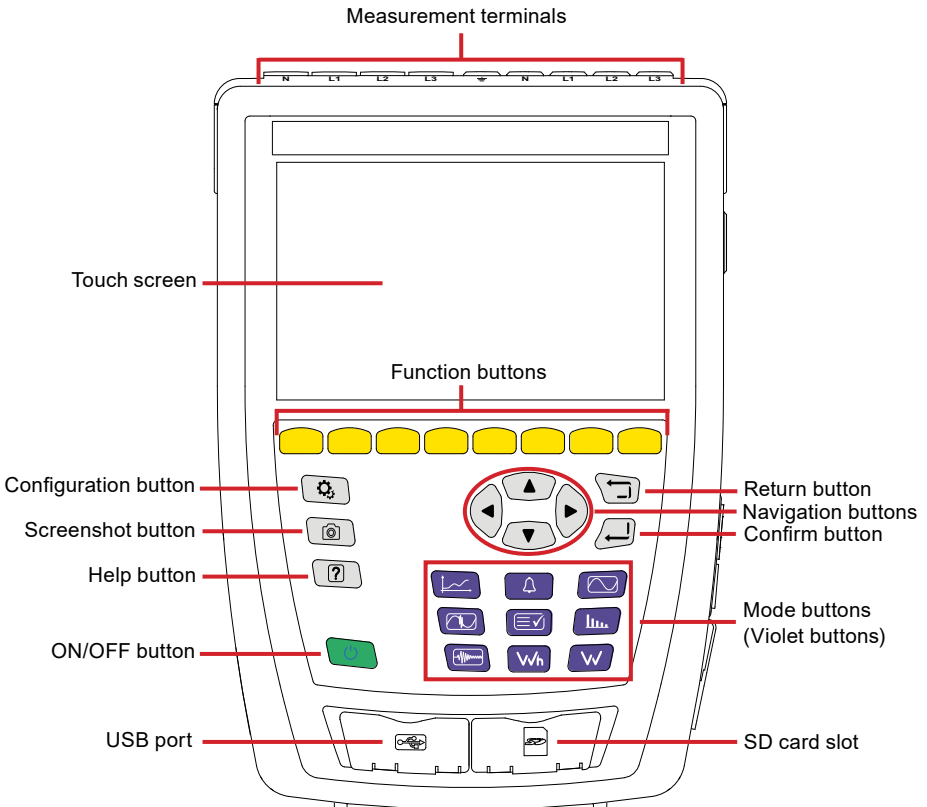 Measurement terminals
N L1 L2 L3 N L1 L2 L3
Touch screen
Function buttons
Configuration button
Return button
Navigation buttons
Screenshot button
Confirm button
Help button
?
Mode buttons
(Violet buttons)
ON/OFF button
Wh W
USB port
SD card slot